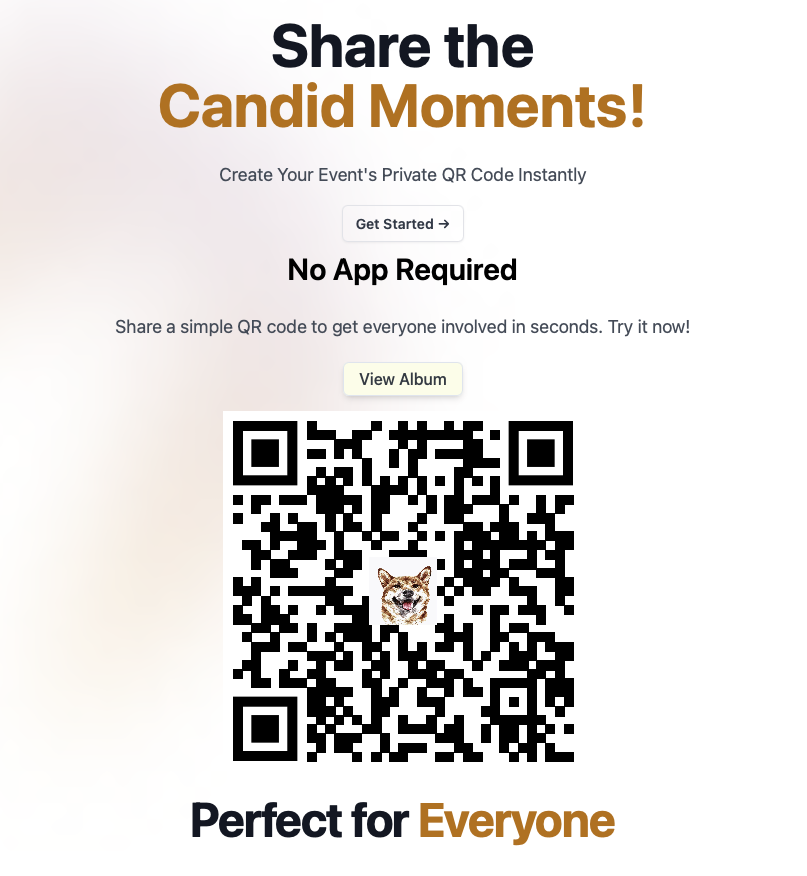 Share the
Candid Moments!
Create Your Event's Private QR Code Instantly
Get Started →
No App Required
Share a simple QR code to get everyone involved in seconds. Try it now!
View Album
Perfect for Everyone